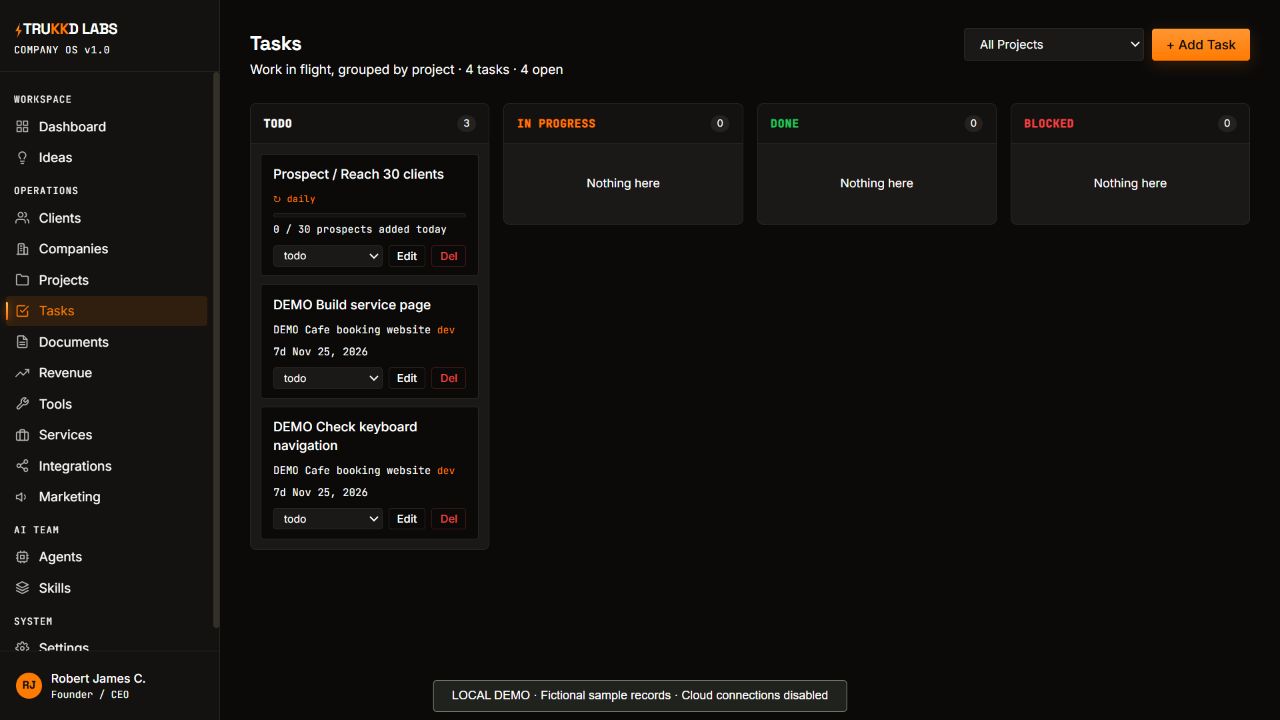 TRUKKD LABS
COMPANY OS v1.0
WORKSPACE
Dashboard
Ideas
OPERATIONS
Clients
Companies
Projects
Tasks
Documents
Revenue
Tools
Services
Integrations
Marketing
AI TEAM
Agents
Skills
SYSTEM
Settings
RJ
Robert James C.
Founder / CEO
Tasks
Work in flight, grouped by project · 4 tasks · 4 open
All Projects
+ Add Task
TODO 3
Prospect / Reach 30 clients
↻ daily
0 / 30 prospects added today
todo Edit Del
DEMO Build service page
DEMO Cafe booking website dev
7d Nov 25, 2026
todo Edit Del
DEMO Check keyboard
navigation
DEMO Cafe booking website dev
7d Nov 25, 2026
todo Edit Del
IN PROGRESS 0
Nothing here
DONE 0
Nothing here
BLOCKED 0
Nothing here
LOCAL DEMO · Fictional sample records · Cloud connections disabled